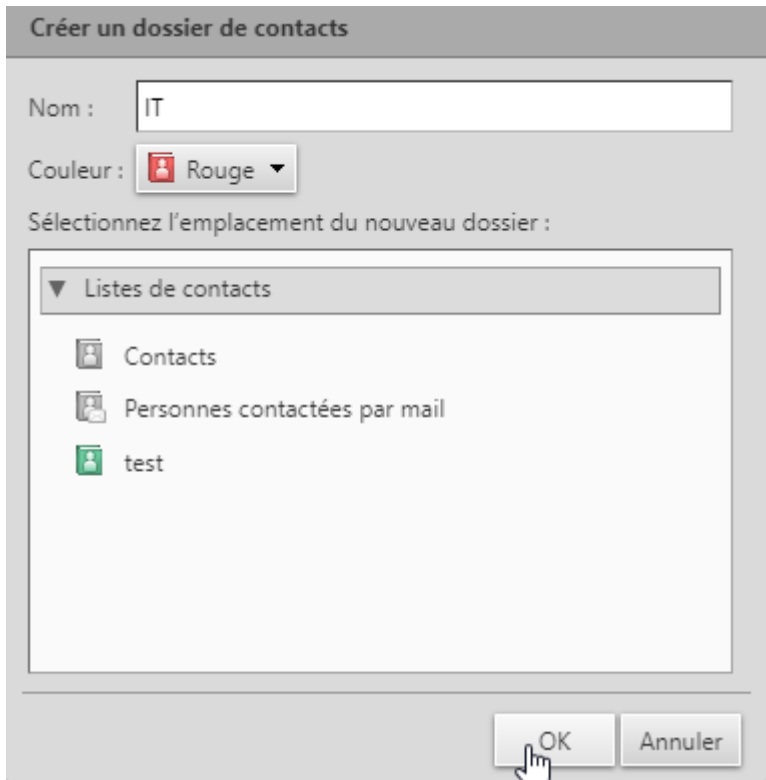 Créer un dossier de contacts
Nom : IT
Couleur : Rouge
Sélectionnez l'emplacement du nouveau dossier :
Listes de contacts
Contacts
Personnes contactées par mail
test
OK Annuler